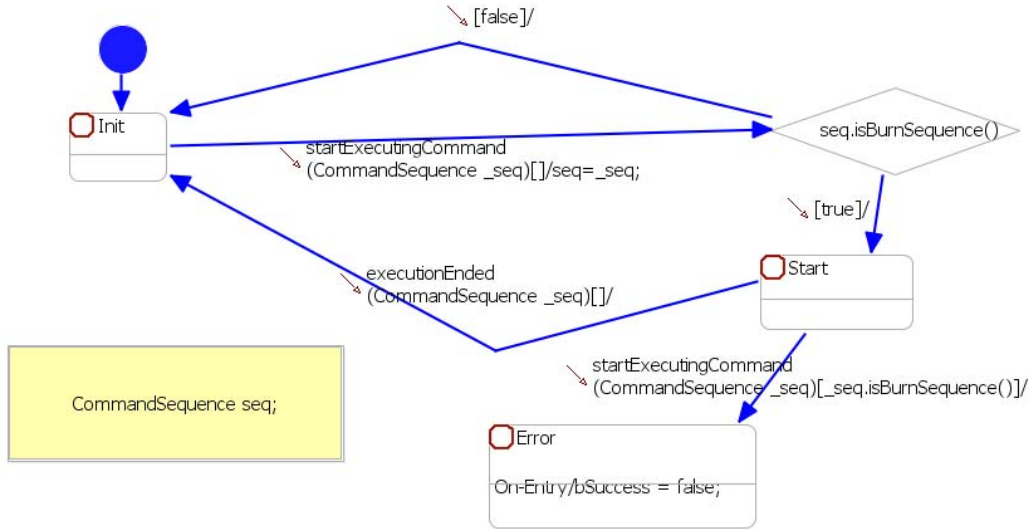 [false]/
Init
seq.isBurnSequence()
startExecutingCommand
(CommandSequence _seq)[]/seq=_seq;
[true]/
Start
executionEnded
(CommandSequence _seq)[]/
startExecutingCommand
(CommandSequence _seq)[_seq.isBurnSequence()]/
CommandSequence seq;
Error
On-Entry/bSuccess = false;